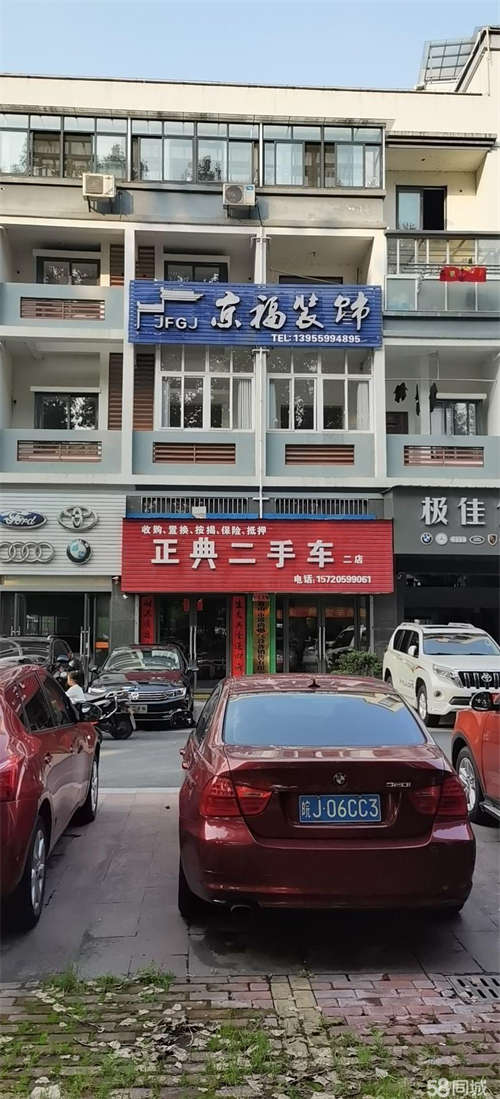 JFGJ 京福装饰
TEL: 13955994895
Ford
收购、置换、按揭、保险、抵押
正典二手车 二店
电话: 15720599061
极佳
320i
皖J·06CC3
58同城